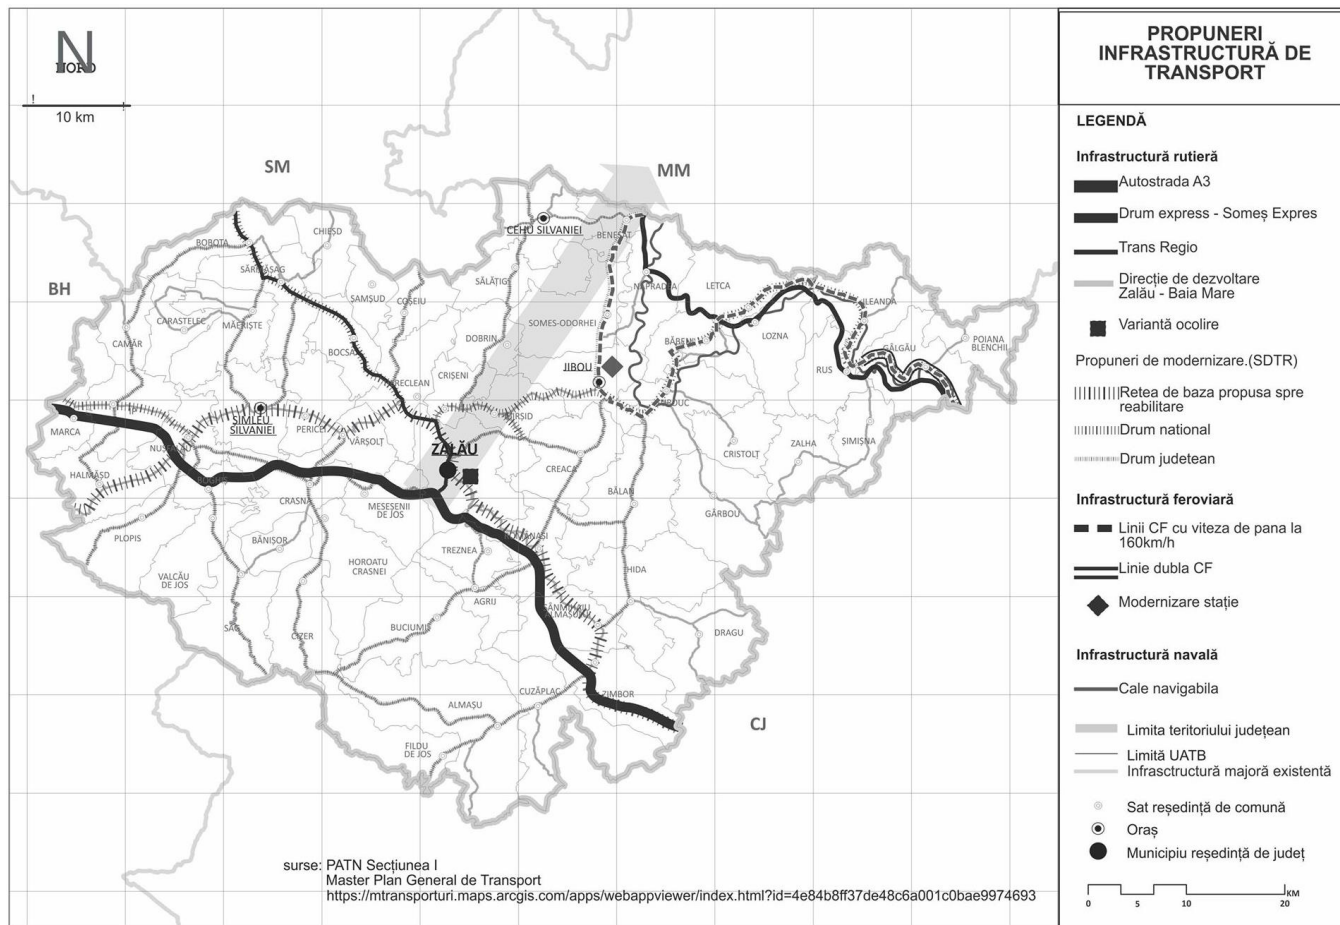 N
NORD
10 km
SM
MM
BH
CJ
CEHU SILVANIEI
BENESAT
CHIEȘD
BOBOTA
SĂRMĂȘAG
SĂLĂȚIG
NĂPRADEA
LETCA
ILEANDA
SAMȘUD
COȘEIU
CARASTELEC
MĂERIȘTE
SOMEȘ-ODORHEI
CAMĂR
DOBRIN
BOCȘA
LOZNA
GÂLGĂU
POIANA
BLENCHII
JIBOU
CRIȘENI
RUS
MARCA
ȘIMLEU
SILVANIEI
PERICEI
VÂRȘOLȚ
ZALĂU
ZALHA
ȘIMIȘNA
CRISTOLȚ
HALMĂȘD
CREACA
BĂLAN
CRASNA
MESEȘENII
DE JOS
GÂRBOU
PLOPIȘ
BĂNIȘOR
TREZNEA
HOROATU
CRASNEI
HIDA
VALCĂU
DE JOS
AGRIJ
BUCIUMI
CIZER
DRAGU
CUZĂPLAC
ZIMBOR
ALMAȘU
FILDU
DE JOS
surse: PATN Secțiunea I
Master Plan General de Transport
https://mtransporturi.maps.arcgis.com/apps/webappviewer/index.html?id=4e84b8ff37de48c6a001c0bae9974693
PROPUNERI
INFRASTRUCTURĂ DE
TRANSPORT
LEGENDĂ
Infrastructură rutieră
Autostrada A3
Drum express - Someș Expres
Trans Regio
Direcție de dezvoltare
Zalău - Baia Mare
Variantă ocolire
Propuneri de modernizare.(SDTR)
Retea de baza propusa spre
reabilitare
Drum national
Drum judetean
Infrastructură feroviară
Linii CF cu viteza de pana la
160km/h
Linie dubla CF
Modernizare stație
Infrastructură navală
Cale navigabila
Limita teritoriului județean
Limită UATB
Infrasctructură majoră existentă
Sat reședință de comună
Oraș
Municipiu reședință de județ
KM
0 5 10 20